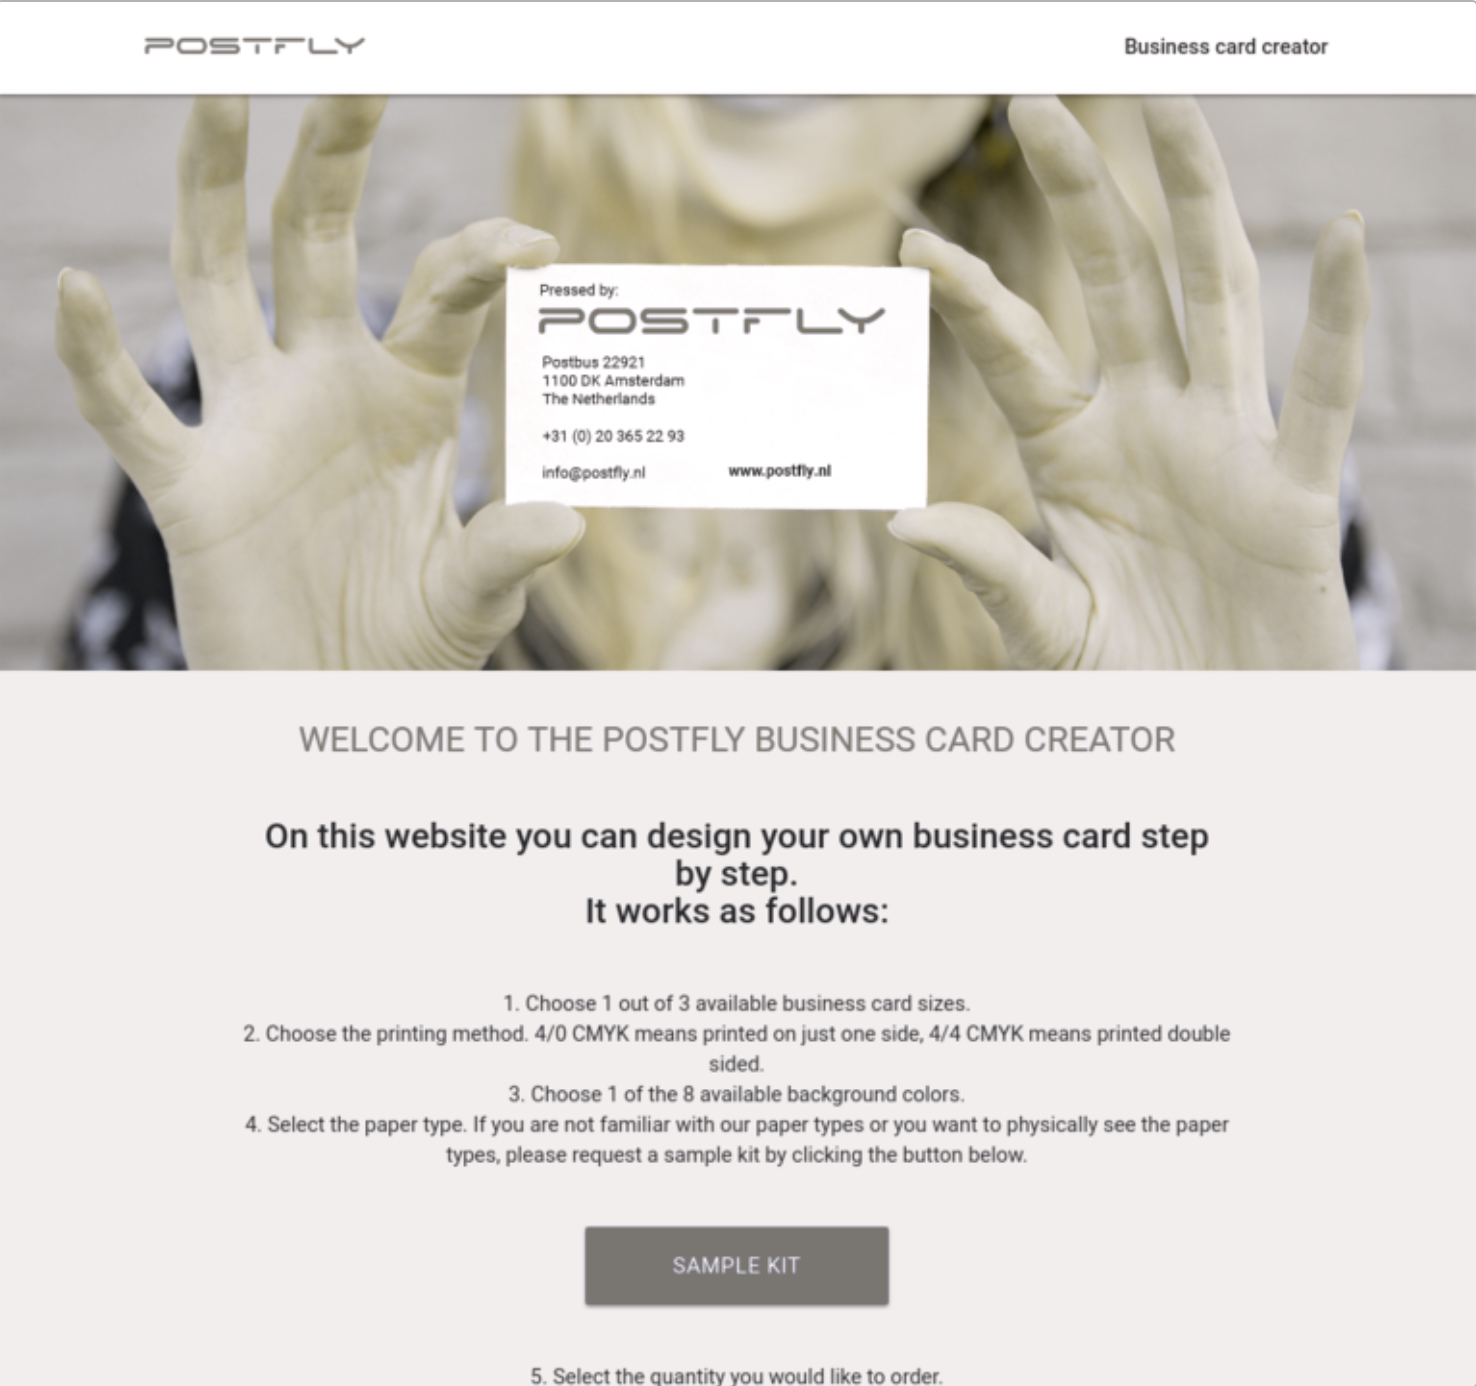 POSTFLY
Business card creator
Pressed by:
POSTFLY
Postbus 22921
1100 DK Amsterdam
The Netherlands
+31 (0) 20 365 22 93
info@postfly.nl
www.postfly.nl
WELCOME TO THE POSTFLY BUSINESS CARD CREATOR
On this website you can design your own business card step
by step.
It works as follows:
1. Choose 1 out of 3 available business card sizes.
2. Choose the printing method. 4/0 CMYK means printed on just one side, 4/4 CMYK means printed double
sided.
3. Choose 1 of the 8 available background colors.
4. Select the paper type. If you are not familiar with our paper types or you want to physically see the paper
types, please request a sample kit by clicking the button below.
SAMPLE KIT
5. Select the quantity you would like to order.